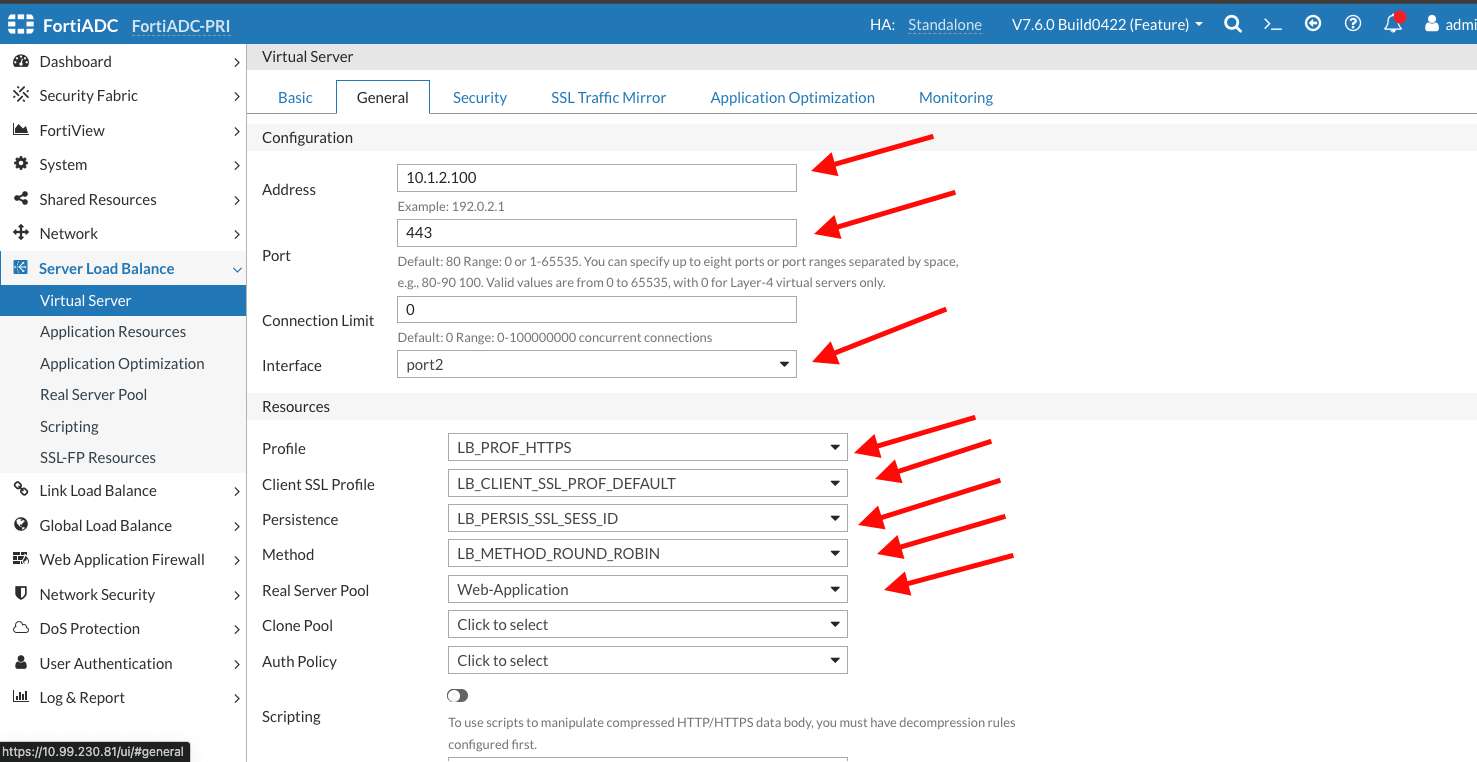 FortiADC FortiADC-PRI HA: Standalone V7.6.0 Build0422 (Feature) admi
Dashboard
Security Fabric
FortiView
System
Shared Resources
Network
Server Load Balance
Virtual Server
Application Resources
Application Optimization
Real Server Pool
Scripting
SSL-FP Resources
Link Load Balance
Global Load Balance
Web Application Firewall
Network Security
DoS Protection
User Authentication
Log & Report
https://10.99.230.81/ui/#general
Virtual Server
Basic General Security SSL Traffic Mirror Application Optimization Monitoring
Configuration
Address 10.1.2.100
Example: 192.0.2.1
Port 443
Default: 80 Range: 0 or 1-65535. You can specify up to eight ports or port ranges separated by space,
e.g., 80-90 100. Valid values are from 0 to 65535, with 0 for Layer-4 virtual servers only.
Connection Limit 0
Default: 0 Range: 0-100000000 concurrent connections
Interface port2
Resources
Profile LB_PROF_HTTPS
Client SSL Profile LB_CLIENT_SSL_PROF_DEFAULT
Persistence LB_PERSIS_SSL_SESS_ID
Method LB_METHOD_ROUND_ROBIN
Real Server Pool Web-Application
Clone Pool Click to select
Auth Policy Click to select
Scripting
To use scripts to manipulate compressed HTTP/HTTPS data body, you must have decompression rules
configured first.